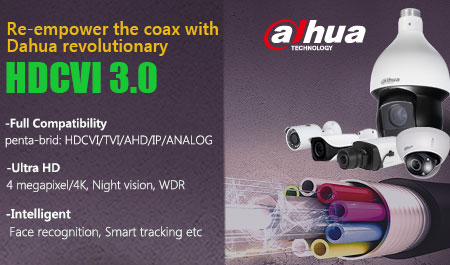 Re-empower the coax with
Dahua revolutionary
HDCVI 3.0
-Full Compatibility
penta-brid: HDCVI/TVI/AHD/IP/ANALOG
-Ultra HD
4 megapixel/4K, Night vision, WDR
-Intelligent
Face recognition, Smart tracking etc
alhua
TECHNOLOGY